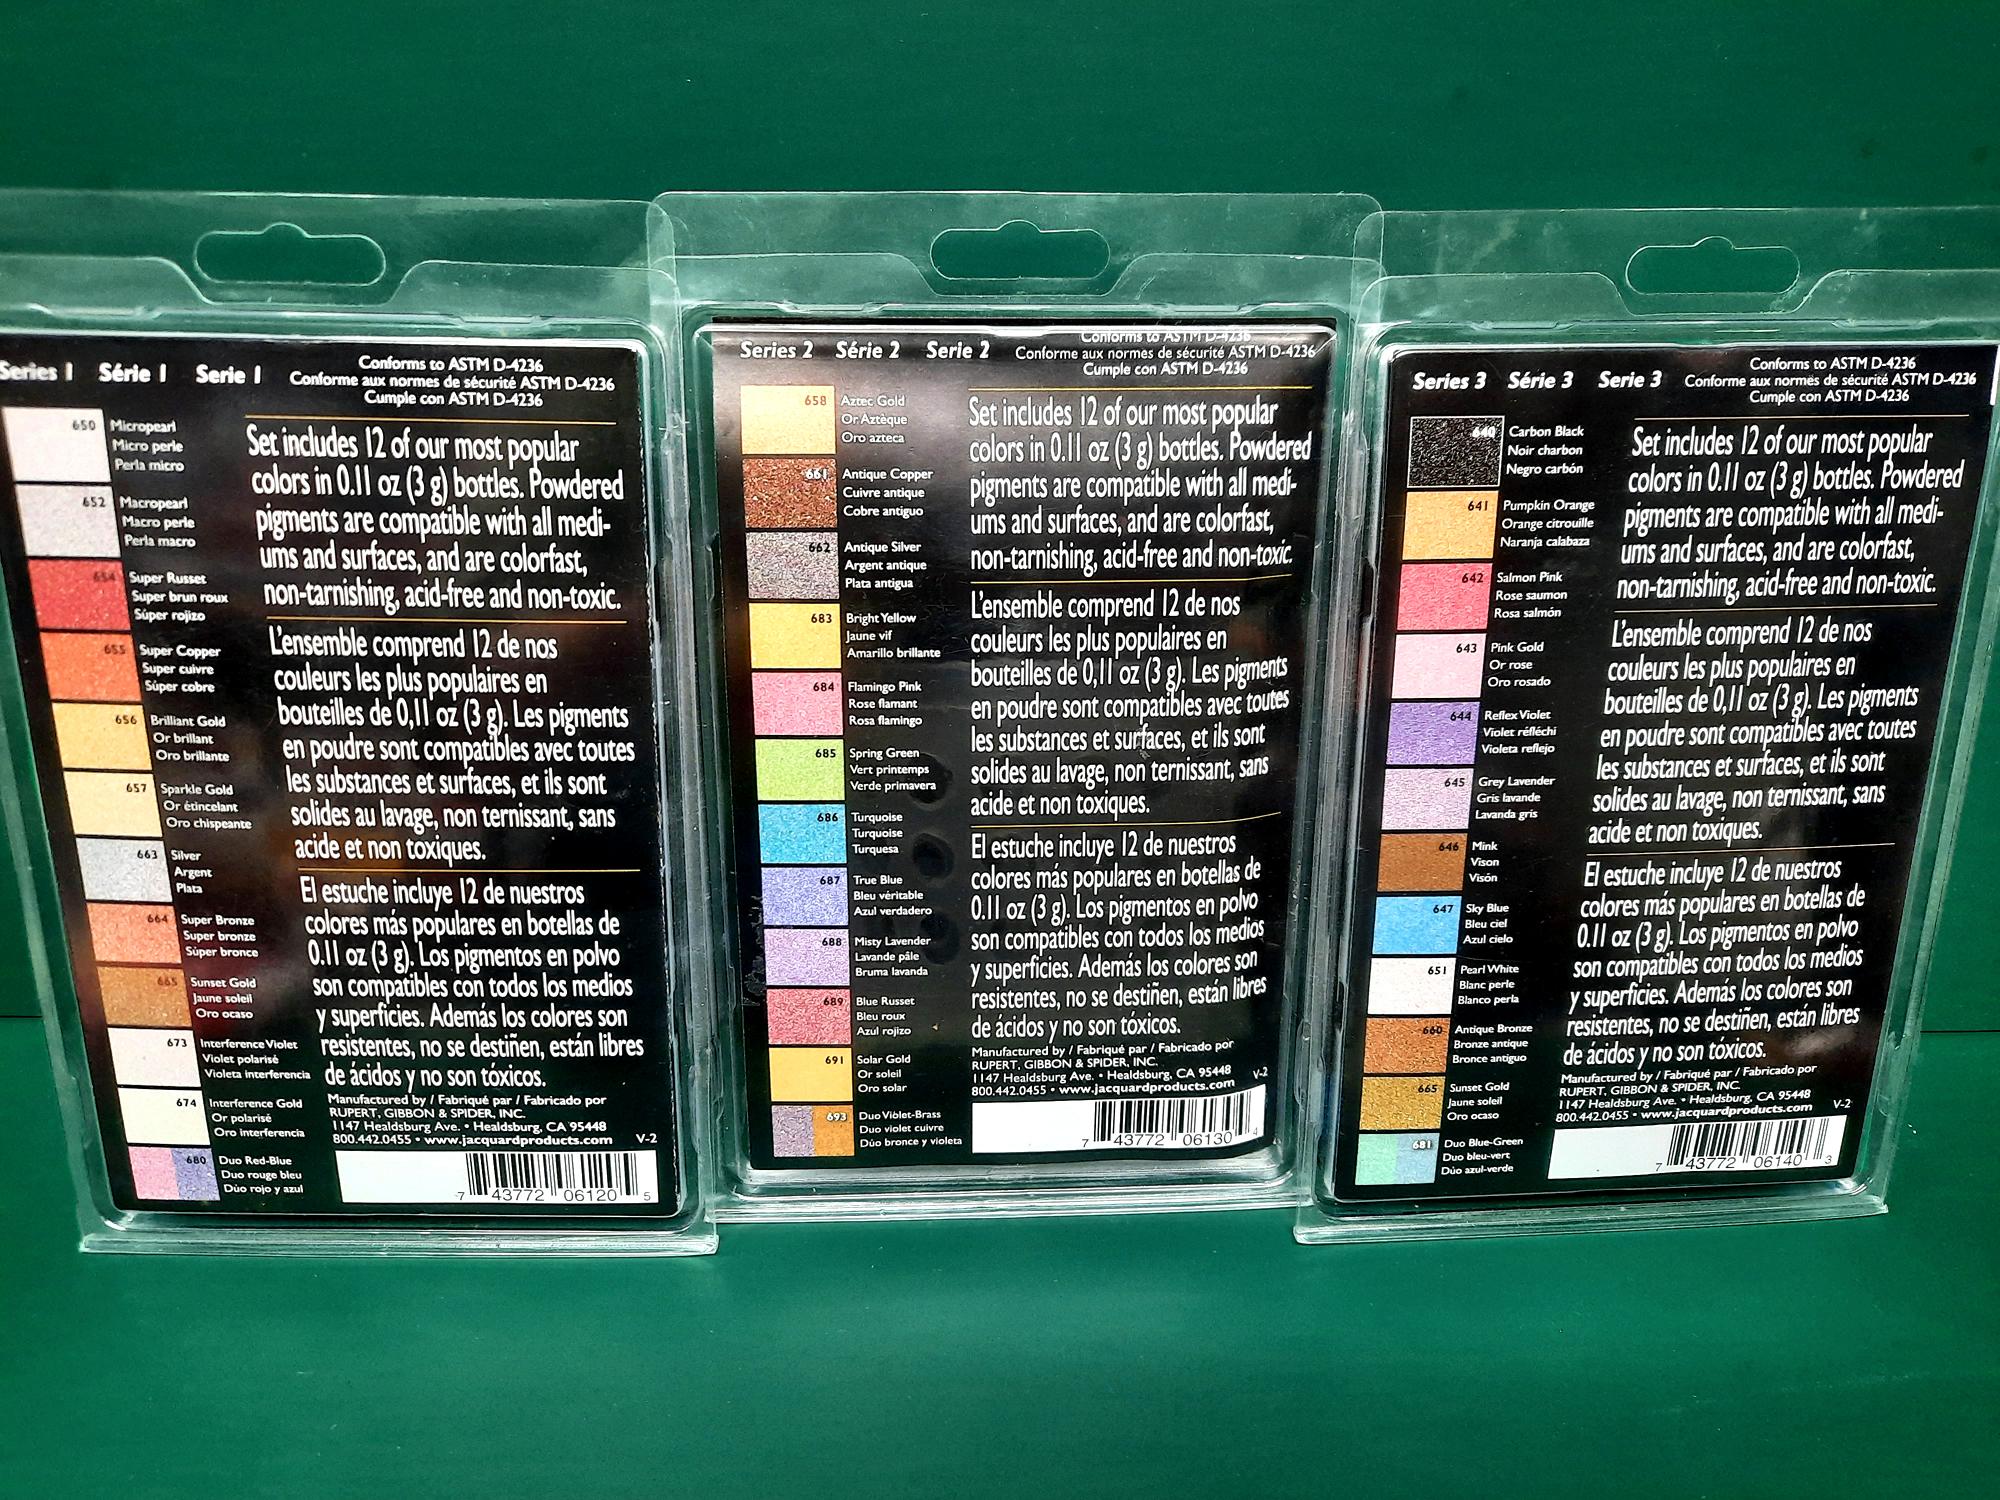 Series 1 Série 1 Serie 1
Conforms to ASTM D-4236
Conforme aux normes de sécurité ASTM D-4236
Cumple con ASTM D-4236
650 Micropearl
Micro perle
Perla micro
652 Macropearl
Macro perle
Perla macro
654 Super Russet
Super brun roux
Súper rojizo
655 Super Copper
Super cuivre
Súper cobre
656 Brilliant Gold
Or brillant
Oro brillante
657 Sparkle Gold
Or étincelant
Oro chispeante
663 Silver
Argent
Plata
664 Super Bronze
Super bronze
Súper bronce
665 Sunset Gold
Jaune soleil
Oro ocaso
673 Interference Violet
Violet polarisé
Violeta interferencia
674 Interference Gold
Or polarisé
Oro interferencia
680 Duo Red-Blue
Duo rouge bleu
Dúo rojo y azul
Set includes 12 of our most popular
colors in 0.11 oz (3 g) bottles. Powdered
pigments are compatible with all medi-
ums and surfaces, and are colorfast,
non-tarnishing, acid-free and non-toxic.
L'ensemble comprend 12 de nos
couleurs les plus populaires en
bouteilles de 0,11 oz (3 g). Les pigments
en poudre sont compatibles avec toutes
les substances et surfaces, et ils sont
solides au lavage, non ternissant, sans
acide et non toxiques.
El estuche incluye 12 de nuestros
colores más populares en botellas de
0.11 oz (3 g). Los pigmentos en polvo
son compatibles con todos los medios
y superficies. Además los colores son
resistentes, no se destiñen, están libres
de ácidos y no son tóxicos.
Manufactured by / Fabriqué par / Fabricado por
RUPERT, GIBBON & SPIDER, INC.
1147 Healdsburg Ave. • Healdsburg, CA 95448
800.442.0455 • www.jacquardproducts.com V-2
7 43772 06120 5
Series 2 Série 2 Serie 2
Conforms to ASTM D-4236
Conforme aux normes de sécurité ASTM D-4236
Cumple con ASTM D-4236
658 Aztec Gold
Or Aztèque
Oro azteca
661 Antique Copper
Cuivre antique
Cobre antiguo
662 Antique Silver
Argent antique
Plata antigua
683 Bright Yellow
Jaune vif
Amarillo brillante
684 Flamingo Pink
Rose flamant
Rosa flamingo
685 Spring Green
Vert printemps
Verde primavera
686 Turquoise
Turquoise
Turquesa
687 True Blue
Bleu véritable
Azul verdadero
688 Misty Lavender
Lavande pâle
Bruma lavanda
689 Blue Russet
Bleu roux
Azul rojizo
691 Solar Gold
Or soleil
Oro solar
693 Duo Violet-Brass
Duo violet cuivre
Dúo bronce y violeta
Set includes 12 of our most popular
colors in 0.11 oz (3 g) bottles. Powdered
pigments are compatible with all medi-
ums and surfaces, and are colorfast,
non-tarnishing, acid-free and non-toxic.
L'ensemble comprend 12 de nos
couleurs les plus populaires en
bouteilles de 0,11 oz (3 g). Les pigments
en poudre sont compatibles avec toutes
les substances et surfaces, et ils sont
solides au lavage, non ternissant, sans
acide et non toxiques.
El estuche incluye 12 de nuestros
colores más populares en botellas de
0.11 oz (3 g). Los pigmentos en polvo
son compatibles con todos los medios
y superficies. Además los colores son
resistentes, no se destiñen, están libres
de ácidos y no son tóxicos.
Manufactured by / Fabriqué par / Fabricado por
RUPERT, GIBBON & SPIDER, INC.
1147 Healdsburg Ave. • Healdsburg, CA 95448
800.442.0455 • www.jacquardproducts.com V-2
7 43772 06130 4
Series 3 Série 3 Serie 3
Conforms to ASTM D-4236
Conforme aux normes de sécurité ASTM D-4236
Cumple con ASTM D-4236
640 Carbon Black
Noir charbon
Negro carbón
641 Pumpkin Orange
Orange citrouille
Naranja calabaza
642 Salmon Pink
Rose saumon
Rosa salmón
643 Pink Gold
Or rose
Oro rosado
644 Reflex Violet
Violet réfléchi
Violeta reflejo
645 Grey Lavender
Gris lavande
Lavanda gris
646 Mink
Vison
Visón
647 Sky Blue
Bleu ciel
Azul cielo
651 Pearl White
Blanc perle
Blanco perla
660 Antique Bronze
Bronze antique
Bronce antiguo
665 Sunset Gold
Jaune soleil
Oro ocaso
681 Duo Blue-Green
Duo bleu-vert
Dúo azul-verde
Set includes 12 of our most popular
colors in 0.11 oz (3 g) bottles. Powdered
pigments are compatible with all medi-
ums and surfaces, and are colorfast,
non-tarnishing, acid-free and non-toxic.
L'ensemble comprend 12 de nos
couleurs les plus populaires en
bouteilles de 0,11 oz (3 g). Les pigments
en poudre sont compatibles avec toutes
les substances et surfaces, et ils sont
solides au lavage, non ternissant, sans
acide et non toxiques.
El estuche incluye 12 de nuestros
colores más populares en botellas de
0.11 oz (3 g). Los pigmentos en polvo
son compatibles con todos los medios
y superficies. Además los colores son
resistentes, no se destiñen, están libres
de ácidos y no son tóxicos.
Manufactured by / Fabriqué par / Fabricado por
RUPERT, GIBBON & SPIDER, INC.
1147 Healdsburg Ave. • Healdsburg, CA 95448
800.442.0455 • www.jacquardproducts.com V-2
7 43772 06140 3